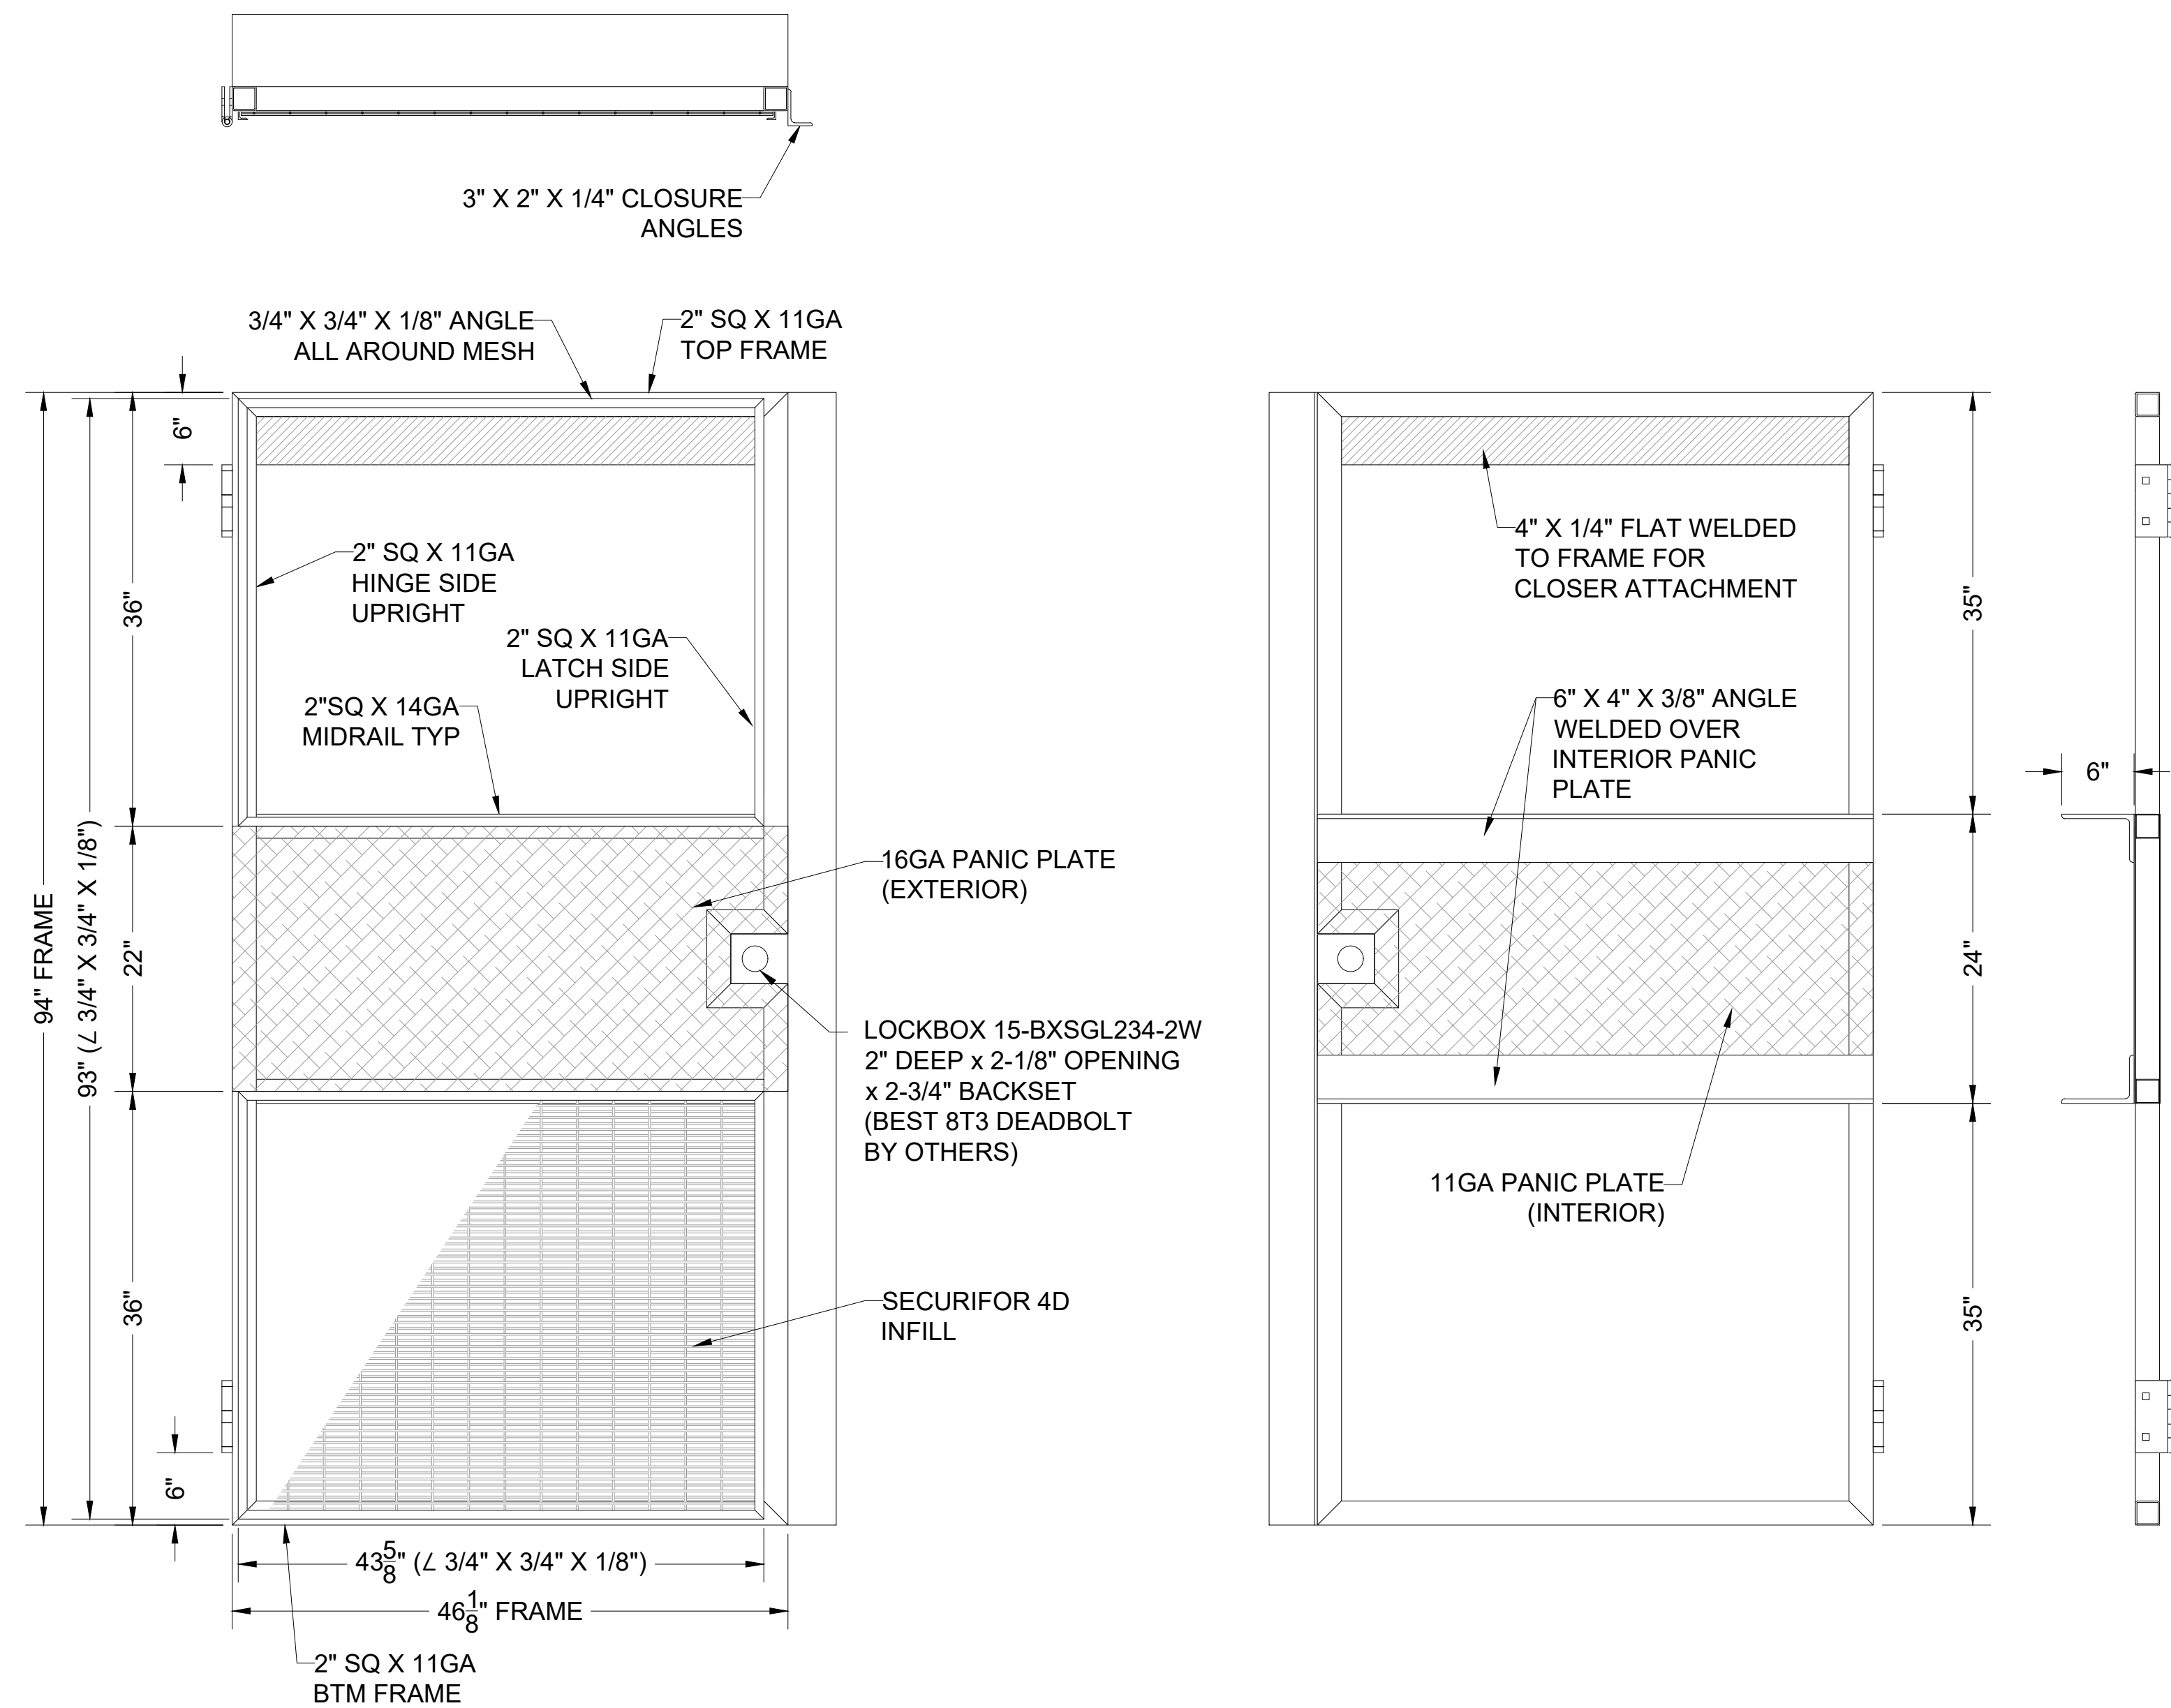 3" X 2" X 1/4" CLOSURE
ANGLES
3/4" X 3/4" X 1/8" ANGLE
ALL AROUND MESH
2" SQ X 11GA
TOP FRAME
6"
36"
94" FRAME
93" (∠ 3/4" X 3/4" X 1/8")
2" SQ X 11GA
HINGE SIDE
UPRIGHT
2" SQ X 11GA
LATCH SIDE
UPRIGHT
2"SQ X 14GA
MIDRAIL TYP
22"
16GA PANIC PLATE
(EXTERIOR)
LOCKBOX 15-BXSGL234-2W
2" DEEP x 2-1/8" OPENING
x 2-3/4" BACKSET
(BEST 8T3 DEADBOLT
BY OTHERS)
36"
SECURIFOR 4D
INFILL
6"
43 5/8" (∠ 3/4" X 3/4" X 1/8")
46 1/8" FRAME
2" SQ X 11GA
BTM FRAME
4" X 1/4" FLAT WELDED
TO FRAME FOR
CLOSER ATTACHMENT
35"
6" X 4" X 3/8" ANGLE
WELDED OVER
INTERIOR PANIC
PLATE
6"
24"
11GA PANIC PLATE
(INTERIOR)
35"